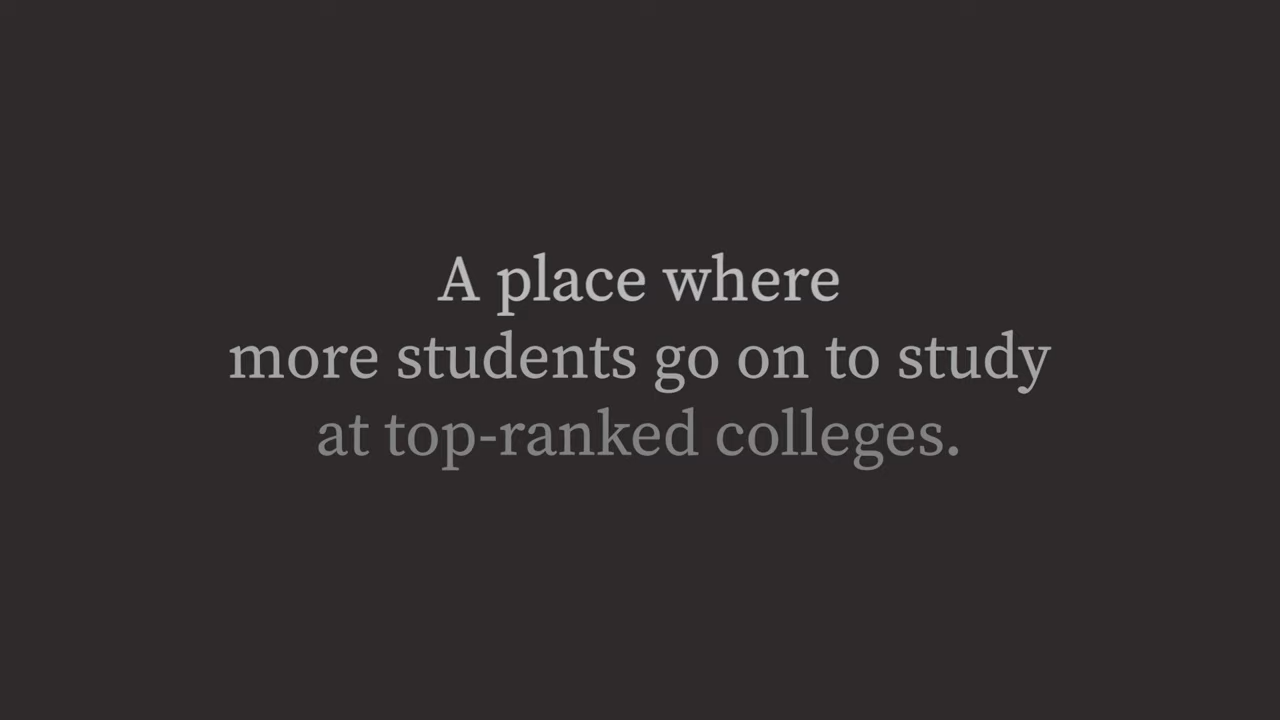 A place where
more students go on to study
at top-ranked colleges.